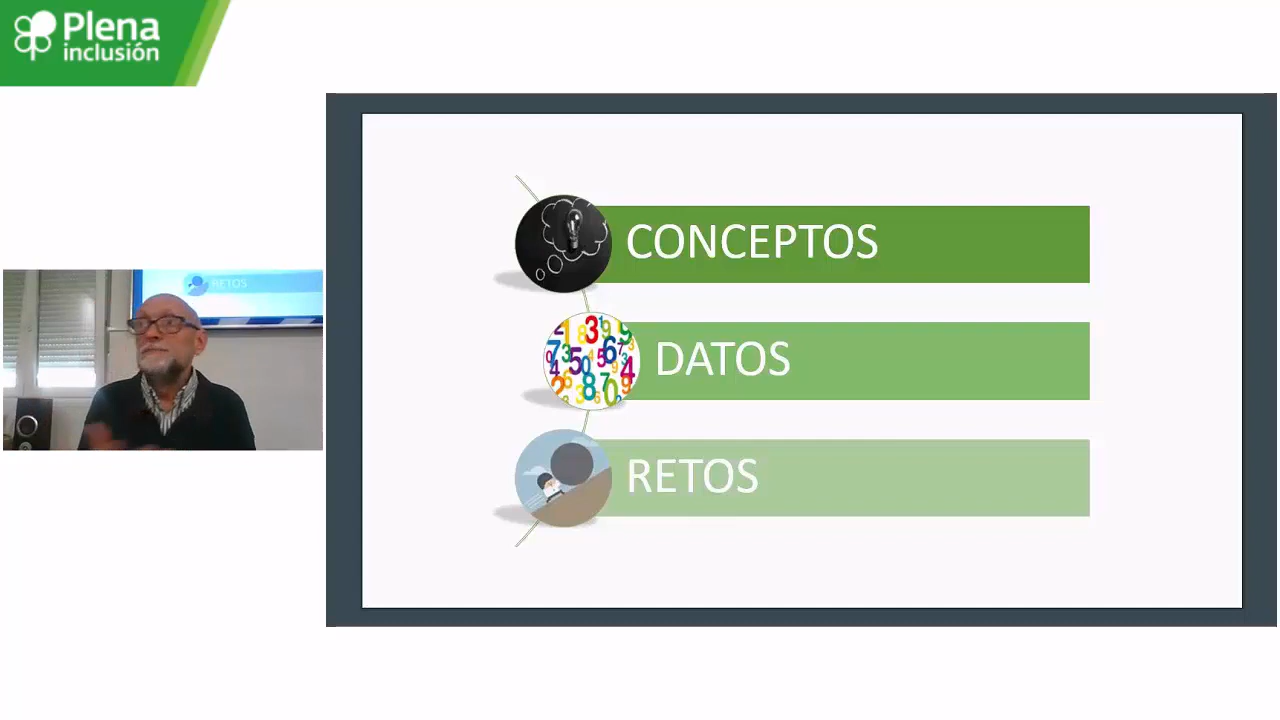 Plena
inclusión
CONCEPTOS
DATOS
RETOS
RETOS